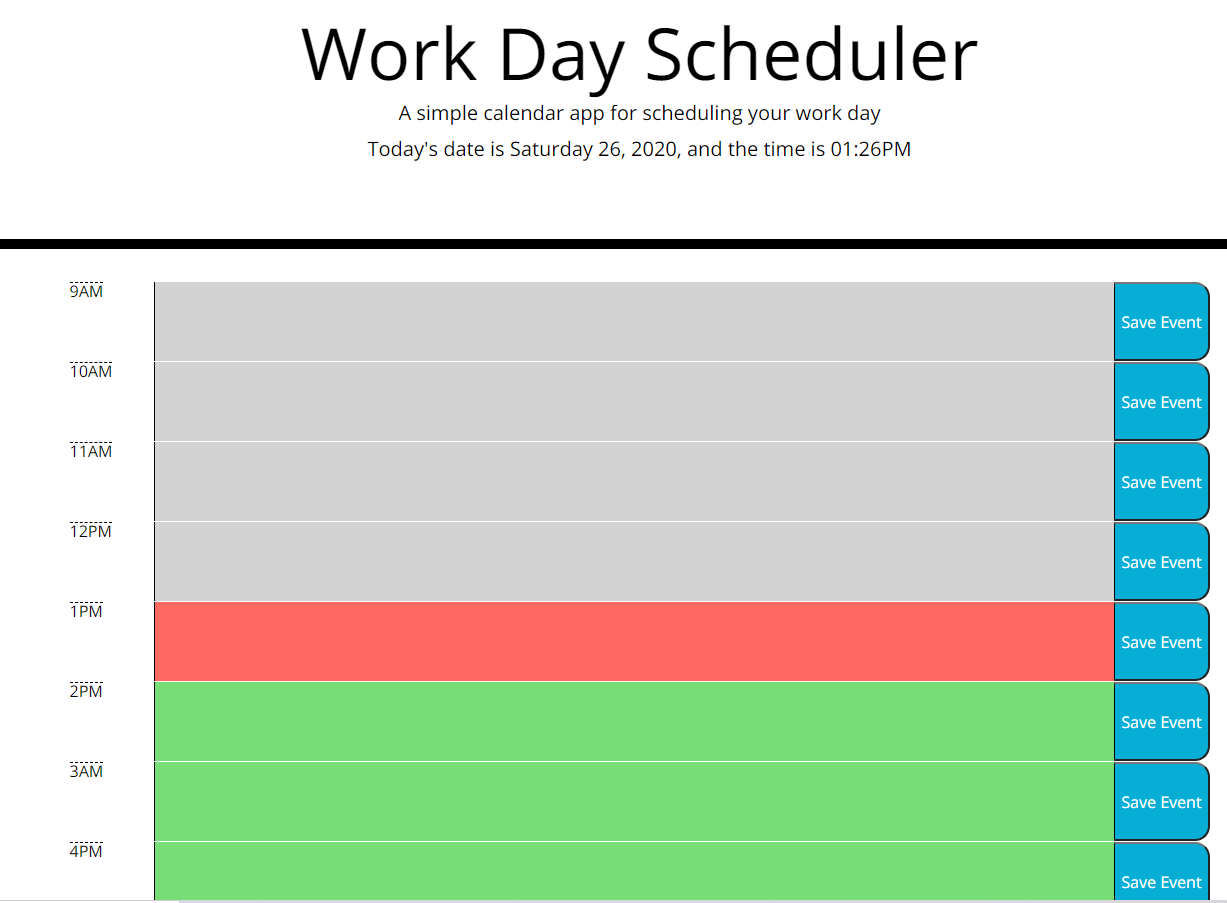 Work Day Scheduler
A simple calendar app for scheduling your work day
Today's date is Saturday 26, 2020, and the time is 01:26PM
9AM
Save Event
10AM
Save Event
11AM
Save Event
12PM
Save Event
1PM
Save Event
2PM
Save Event
3AM
Save Event
4PM
Save Event